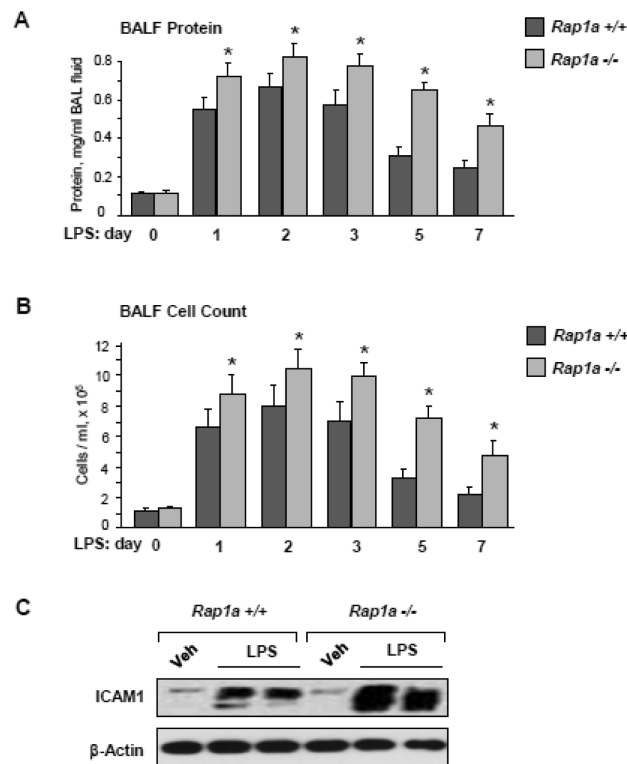 A
BALF Protein
Rap1a +/+
Rap1a -/-
Protein, mg/ml BAL fluid
0.8
0.6
0.4
0.2
0
* * * * *
LPS: day 0 1 2 3 5 7
B
BALF Cell Count
Rap1a +/+
Rap1a -/-
Cells / ml, x 10⁵
12
10
8
6
4
2
0
* * * * *
LPS: day 0 1 2 3 5 7
C
Rap1a +/+ Rap1a -/-
Veh LPS Veh LPS
ICAM1
β-Actin